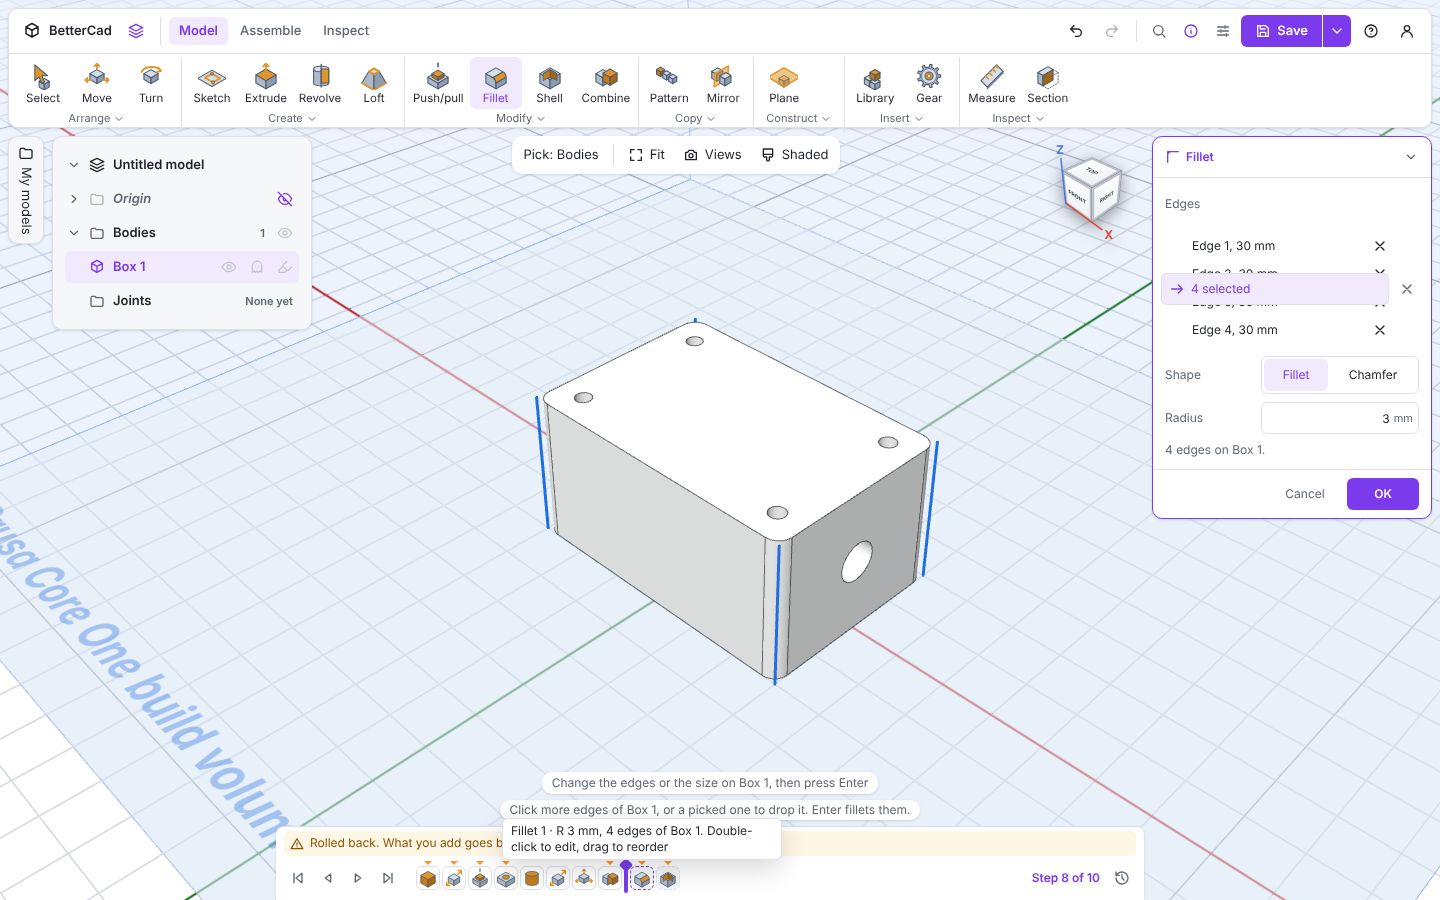 BetterCad
Model
Assemble
Inspect
Save
Select
Move
Turn
Sketch
Extrude
Revolve
Loft
Push/pull
Fillet
Shell
Combine
Pattern
Mirror
Plane
Library
Gear
Measure
Section
Arrange
Create
Modify
Copy
Construct
Insert
Inspect
My models
Untitled model
Origin
Bodies
1
Box 1
Joints
None yet
Pick: Bodies
Fit
Views
Shaded
Z
TOP
FRONT
RIGHT
X
Fillet
Edges
Edge 1, 30 mm
4 selected
Edge 4, 30 mm
Shape
Fillet
Chamfer
Radius
3 mm
4 edges on Box 1.
Cancel
OK
Core One build volum
Change the edges or the size on Box 1, then press Enter
Click more edges of Box 1, or a picked one to drop it. Enter fillets them.
Rolled back. What you add goes
Fillet 1 · R 3 mm, 4 edges of Box 1. Double-
click to edit, drag to reorder
Step 8 of 10